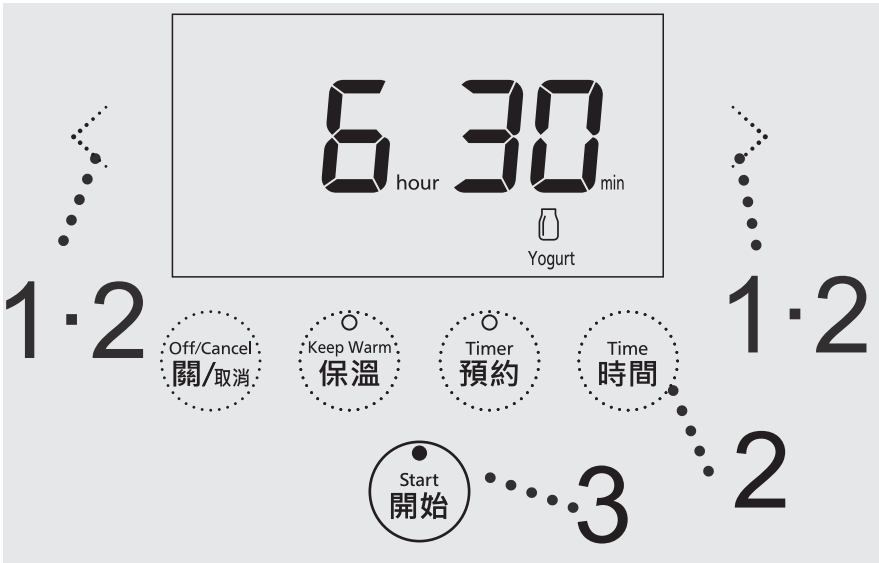 6 hour 30 min
Yogurt
1·2
1·2
Off/Cancel
關/取消
Keep Warm
保溫
Timer
預約
Time
時間
2
Start
開始
3